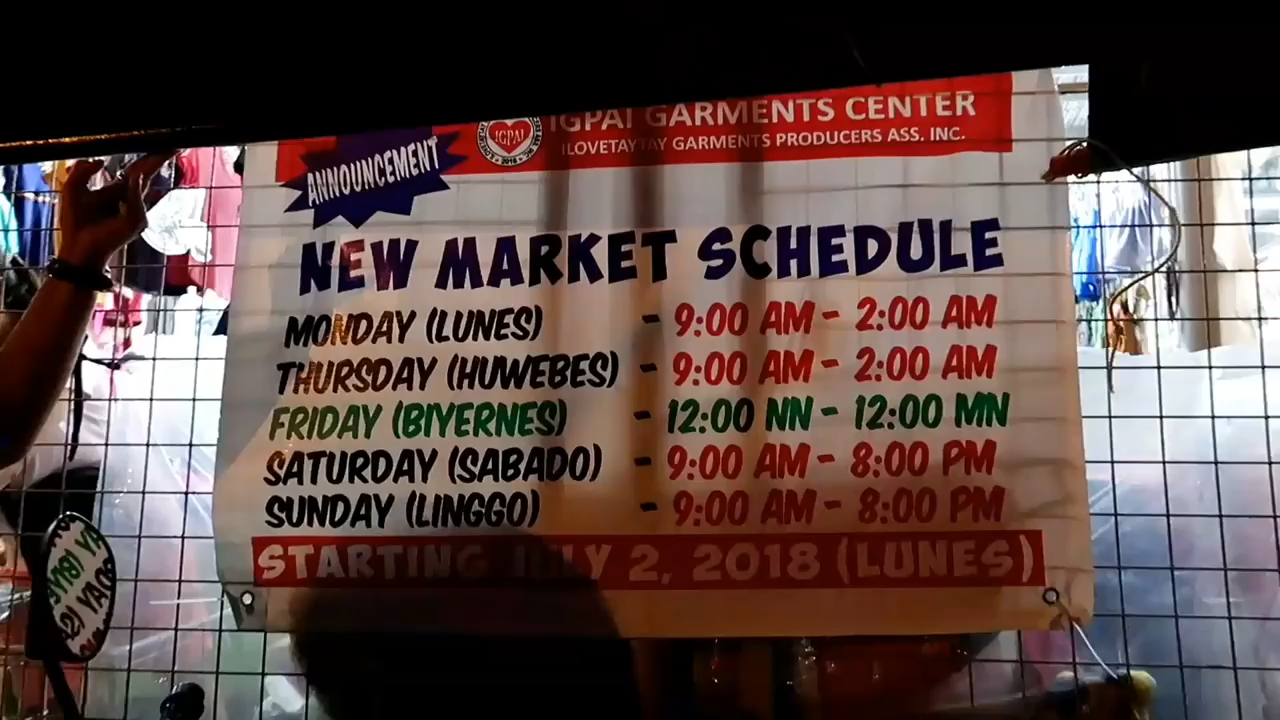 IGPAI GARMENTS CENTER
ILOVETAYTAY GARMENTS PRODUCERS ASS. INC.
IGPAI
2018
ANNOUNCEMENT
NEW MARKET SCHEDULE
MONDAY (LUNES) - 9:00 AM - 2:00 AM
THURSDAY (HUWEBES) - 9:00 AM - 2:00 AM
FRIDAY (BIYERNES) - 12:00 NN - 12:00 MN
SATURDAY (SABADO) - 9:00 AM - 8:00 PM
SUNDAY (LINGGO) - 9:00 AM - 8:00 PM
STARTING JULY 2, 2018 (LUNES)